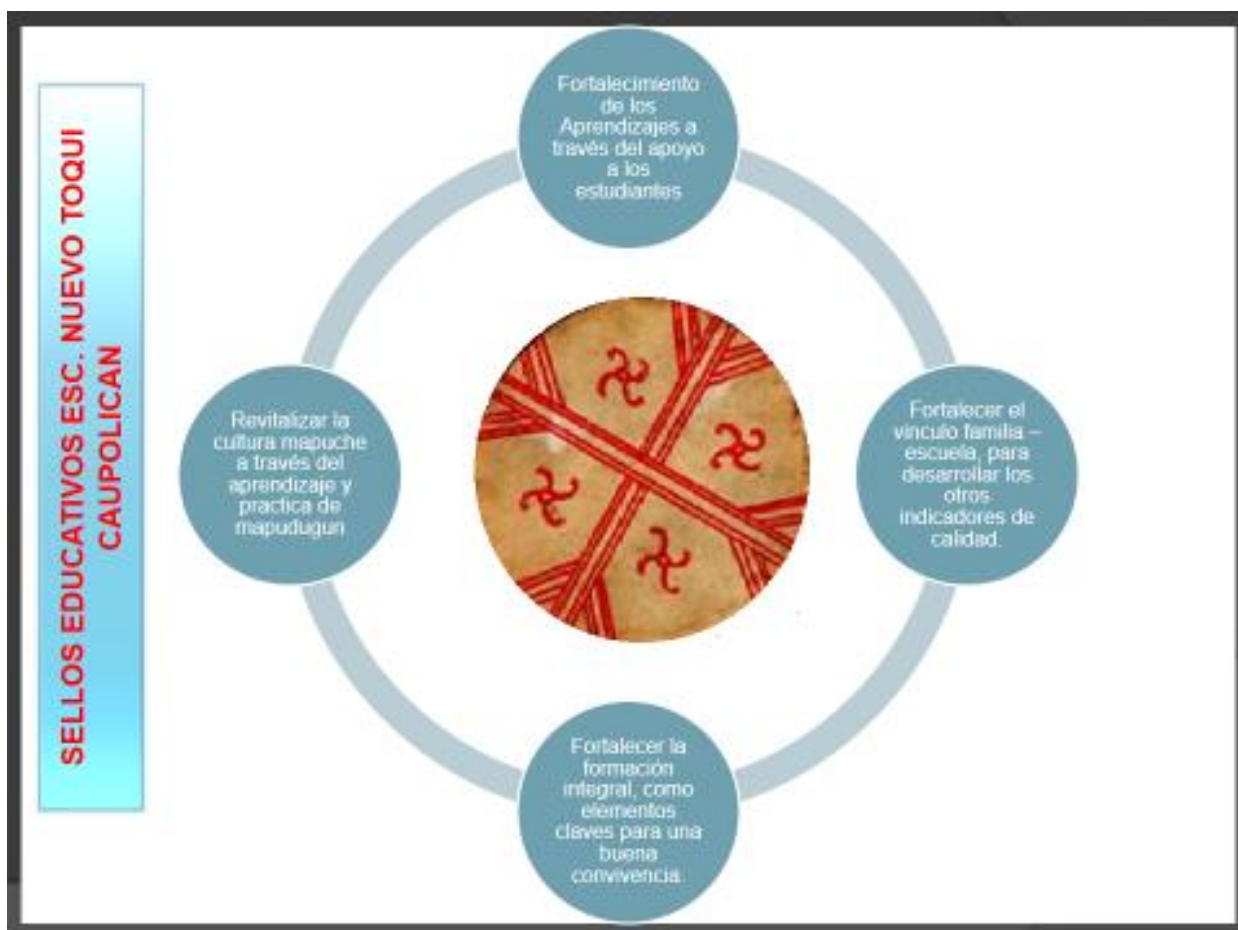 SELLOS EDUCATIVOS ESC. NUEVO TOQUI
CAUPOLICAN
Fortalecimiento
de los
Aprendizajes a
través del apoyo
a los
estudiantes
Fortalecer el
vinculo familia –
escuela, para
desarrollar los
otros
indicadores de
calidad.
Fortalecer la
formación
integral, como
elementos
claves para una
buena
convivencia.
Revitalizar la
cultura mapuche
a través del
aprendizaje y
practica de
mapudugun